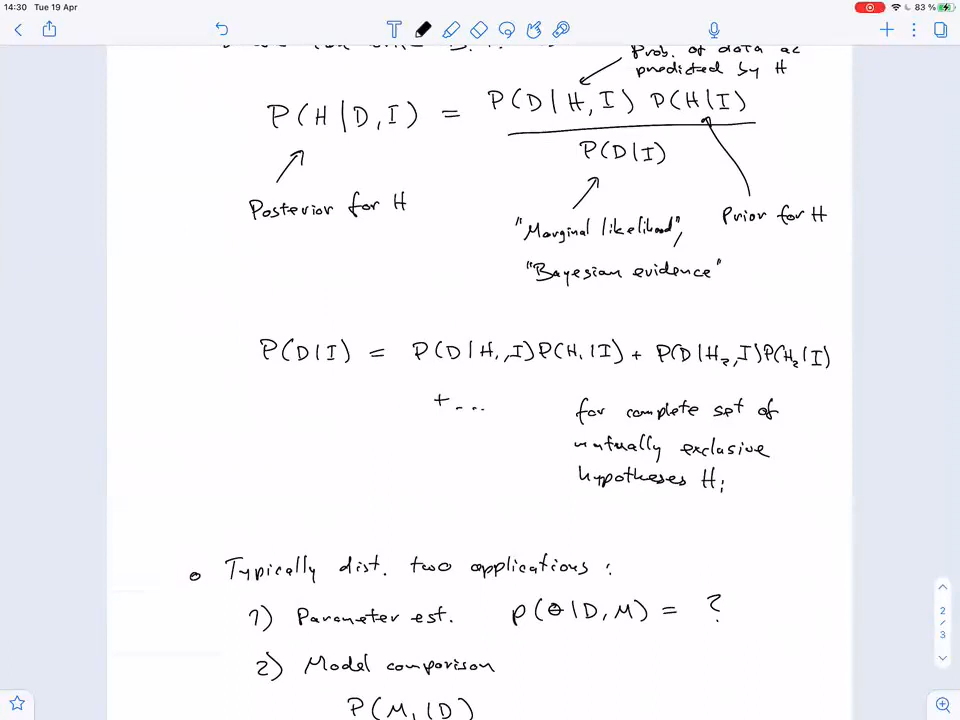 14:30 Tue 19 Apr
83 %
Prob. of data as
predicted by H
P(H|D,I) = P(D|H,I) P(H|I)
P(D|I)
Posterior for H
Prior for H
"Marginal likelihood",
"Bayesian evidence"
P(D|I) = P(D|H₁,I)P(H₁|I) + P(D|H₂,I)P(H₂|I)
+...
for complete set of
mutually exclusive
hypotheses Hᵢ
Typically dist. two applications:
1) Parameter est. p(θ|D,M) = ?
2) Model comparison
P(M₁|D)
2
/
3